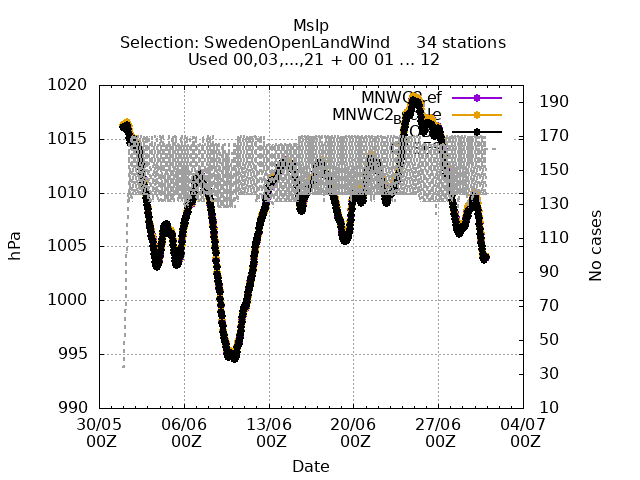 Mslp
Selection: SwedenOpenLandWind 34 stations
Used 00,03,...,21 + 00 01 ... 12
1020
1015
1010
1005
1000
995
990
hPa
190
170
150
130
110
90
70
50
30
10
No cases
30/05 06/06 13/06 20/06 27/06 04/07
00Z 00Z 00Z 00Z 00Z 00Z
Date